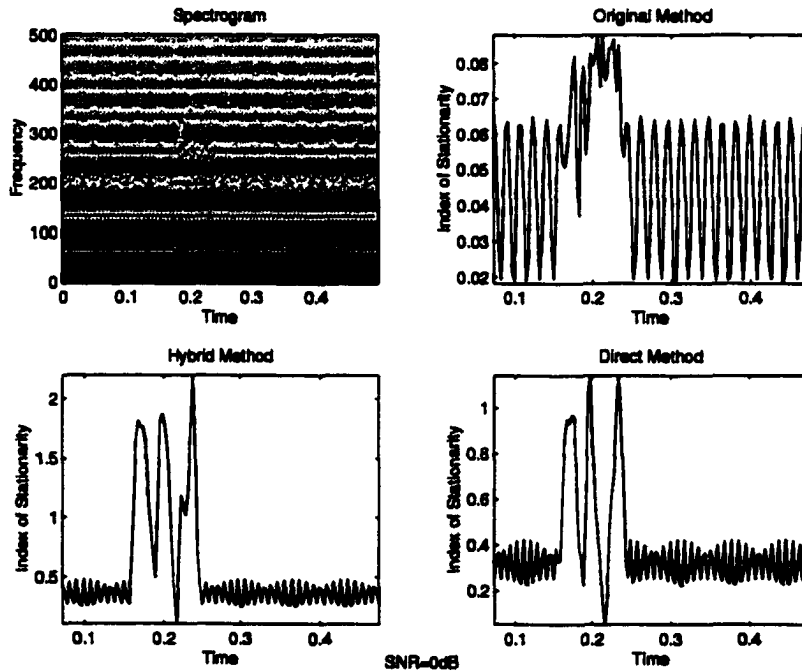 Spectrogram
500
400
300
200
100
0
Frequency
0 0.1 0.2 0.3 0.4
Time
Original Method
0.08
0.07
0.06
0.05
0.04
0.03
0.02
Index of Stationarity
0.1 0.2 0.3 0.4
Time
Hybrid Method
2
1.5
1
0.5
Index of Stationarity
0.1 0.2 0.3 0.4
Time
Direct Method
1
0.8
0.6
0.4
0.2
Index of Stationarity
0.1 0.2 0.3 0.4
Time
SNR=0dB